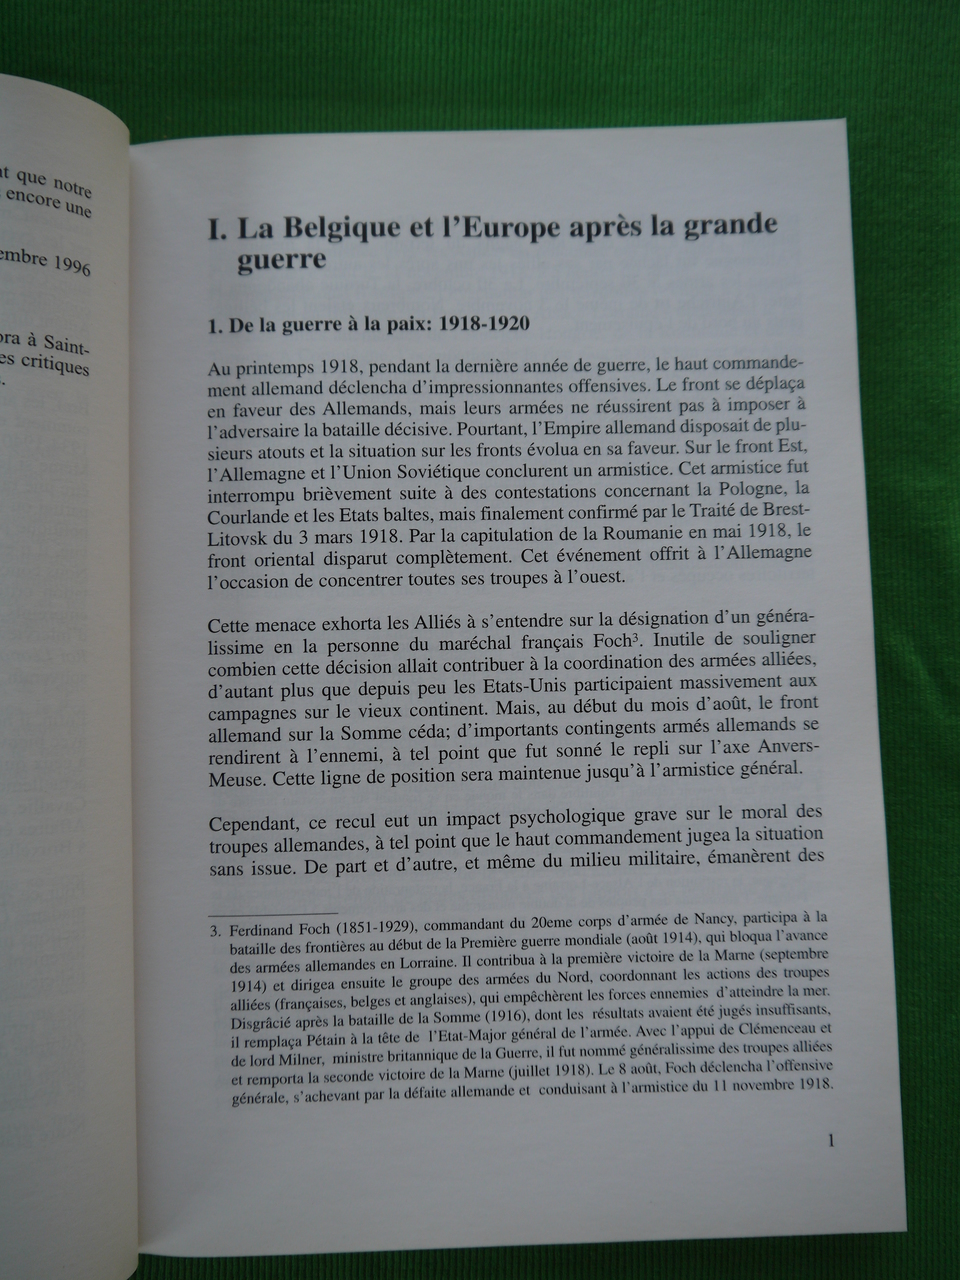 t que notre
encore une
embre 1996
ora à Saint-
es critiques
I. La Belgique et l'Europe après la grande
guerre
1. De la guerre à la paix: 1918-1920
Au printemps 1918, pendant la dernière année de guerre, le haut commande-
ment allemand déclencha d'impressionnantes offensives. Le front se déplaça
en faveur des Allemands, mais leurs armées ne réussirent pas à imposer à
l'adversaire la bataille décisive. Pourtant, l'Empire allemand disposait de plu-
sieurs atouts et la situation sur les fronts évolua en sa faveur. Sur le front Est,
l'Allemagne et l'Union Soviétique conclurent un armistice. Cet armistice fut
interrompu brièvement suite à des contestations concernant la Pologne, la
Courlande et les Etats baltes, mais finalement confirmé par le Traité de Brest-
Litovsk du 3 mars 1918. Par la capitulation de la Roumanie en mai 1918, le
front oriental disparut complètement. Cet événement offrit à l'Allemagne
l'occasion de concentrer toutes ses troupes à l'ouest.
Cette menace exhorta les Alliés à s'entendre sur la désignation d'un généra-
lissime en la personne du maréchal français Foch³. Inutile de souligner
combien cette décision allait contribuer à la coordination des armées alliées,
d'autant plus que depuis peu les Etats-Unis participaient massivement aux
campagnes sur le vieux continent. Mais, au début du mois d'août, le front
allemand sur la Somme céda; d'importants contingents armés allemands se
rendirent à l'ennemi, à tel point que fut sonné le repli sur l'axe Anvers-
Meuse. Cette ligne de position sera maintenue jusqu'à l'armistice général.
Cependant, ce recul eut un impact psychologique grave sur le moral des
troupes allemandes, à tel point que le haut commandement jugea la situation
sans issue. De part et d'autre, et même du milieu militaire, émanèrent des
3. Ferdinand Foch (1851-1929), commandant du 20eme corps d'armée de Nancy, participa à la
bataille des frontières au début de la Première guerre mondiale (août 1914), qui bloqua l'avance
des armées allemandes en Lorraine. Il contribua à la première victoire de la Marne (septembre
1914) et dirigea ensuite le groupe des armées du Nord, coordonnant les actions des troupes
alliées (françaises, belges et anglaises), qui empêchèrent les forces ennemies d'atteindre la mer.
Disgrâcié après la bataille de la Somme (1916), dont les résultats avaient été jugés insuffisants,
il remplaça Pétain à la tête de l'Etat-Major général de l'armée. Avec l'appui de Clémenceau et
de lord Milner, ministre britannique de la Guerre, il fut nommé généralissime des troupes alliées
et remporta la seconde victoire de la Marne (juillet 1918). Le 8 août, Foch déclencha l'offensive
générale, s'achevant par la défaite allemande et conduisant à l'armistice du 11 novembre 1918.
1